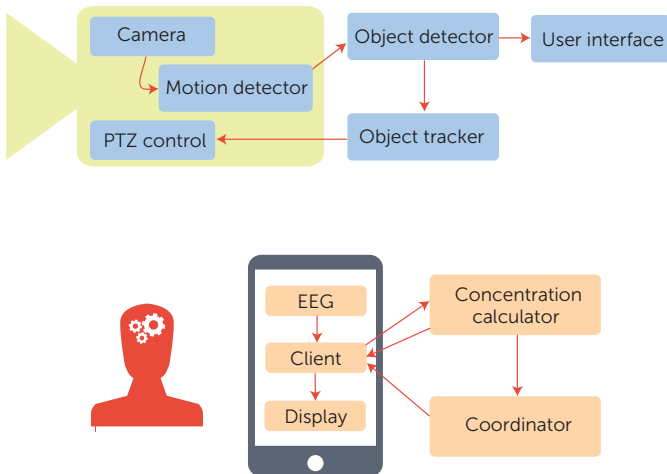 Camera
Object detector
User interface
Motion detector
PTZ control
Object tracker
EEG
Concentration
calculator
Client
Display
Coordinator